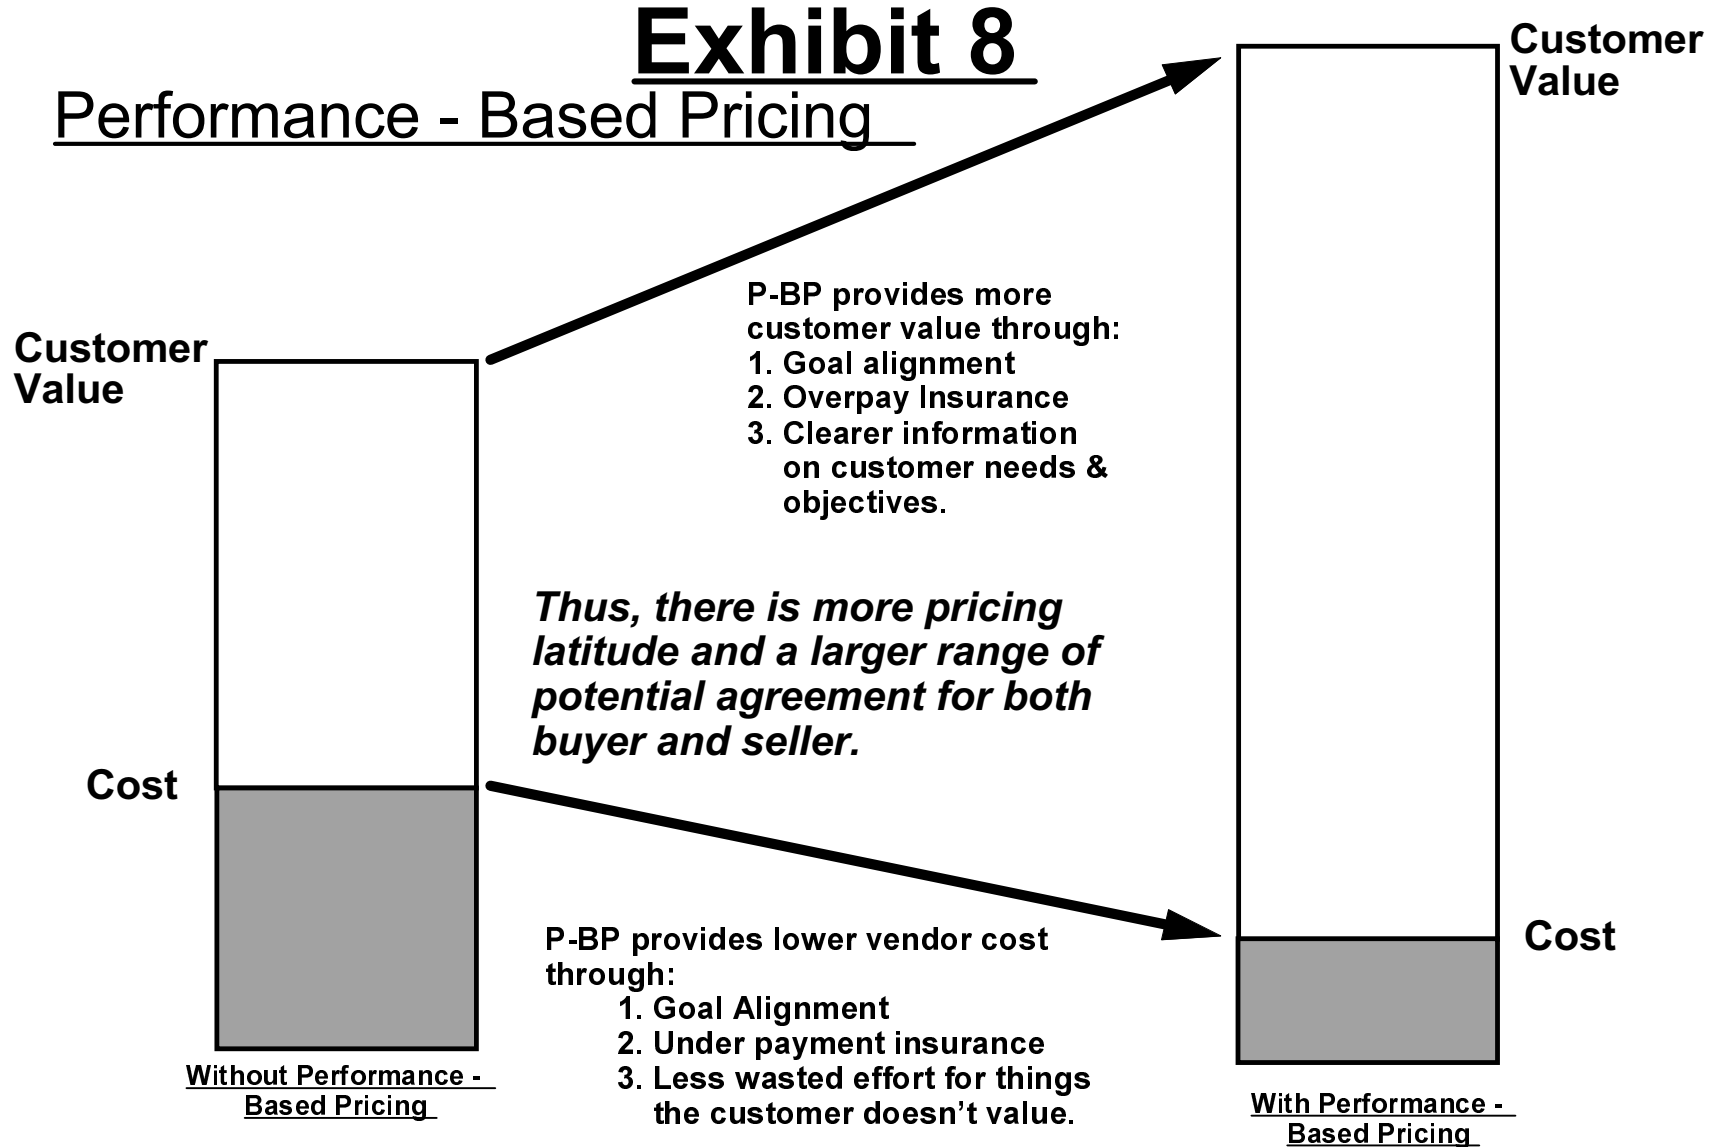 Exhibit 8
Performance - Based Pricing
Customer
Value
Customer
Value
P-BP provides more
customer value through:
1. Goal alignment
2. Overpay Insurance
3. Clearer information
on customer needs &
objectives.
Thus, there is more pricing
latitude and a larger range of
potential agreement for both
buyer and seller.
Cost
Cost
P-BP provides lower vendor cost
through:
1. Goal Alignment
2. Under payment insurance
3. Less wasted effort for things
the customer doesn’t value.
Without Performance -
Based Pricing
With Performance -
Based Pricing